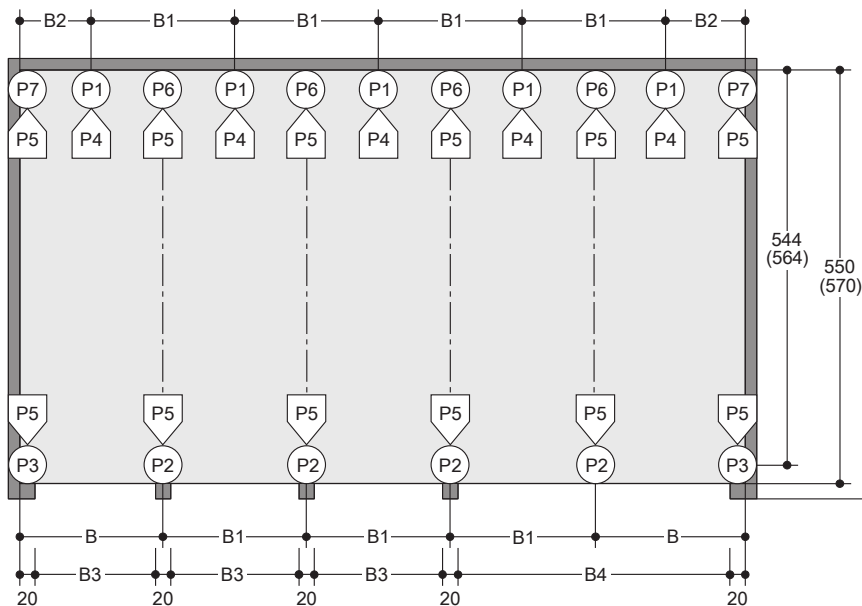 B2 B1 B1 B1 B1 B2
P7 P1 P6 P1 P6 P1 P6 P1 P6 P1 P7
P5 P4 P5 P4 P5 P4 P5 P4 P5 P4 P5
544
(564)
550
(570)
P5 P5 P5 P5 P5 P5
P3 P2 P2 P2 P2 P3
B B1 B1 B1 B
B3 B3 B3 B4
20 20 20 20 20